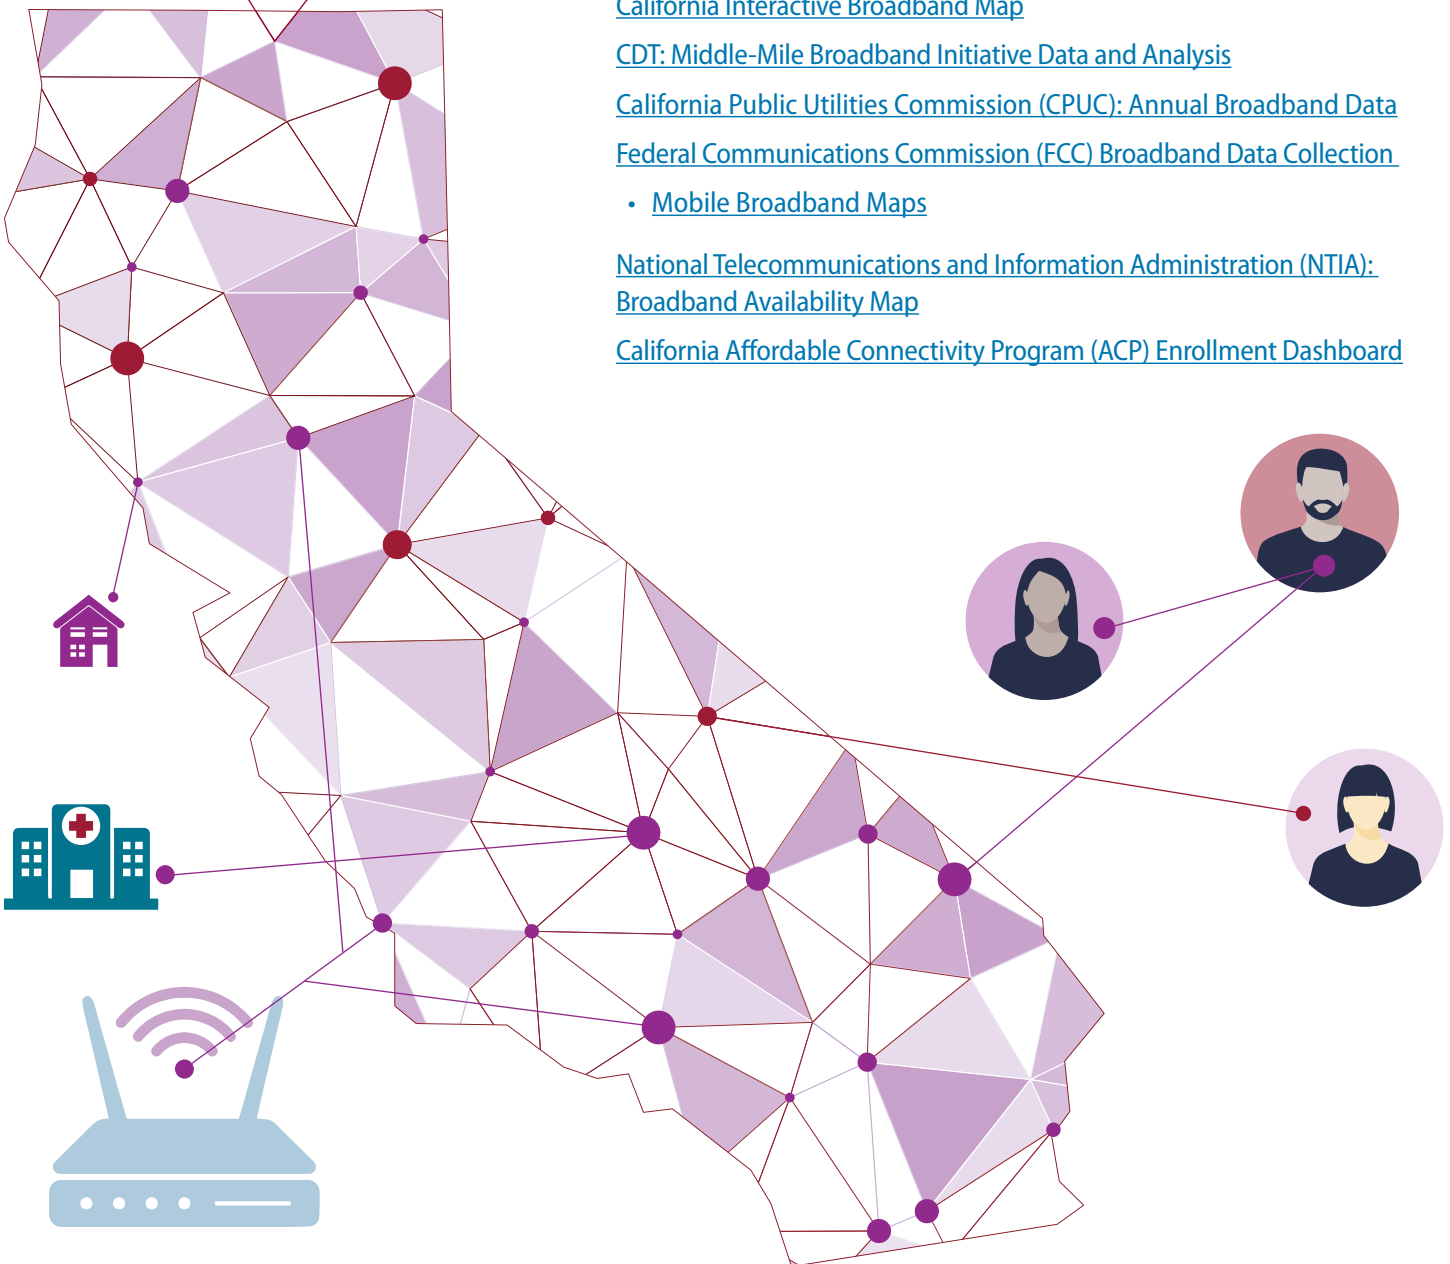 California Interactive Broadband Map
CDT: Middle-Mile Broadband Initiative Data and Analysis
California Public Utilities Commission (CPUC): Annual Broadband Data
Federal Communications Commission (FCC) Broadband Data Collection
• Mobile Broadband Maps
National Telecommunications and Information Administration (NTIA):
Broadband Availability Map
California Affordable Connectivity Program (ACP) Enrollment Dashboard